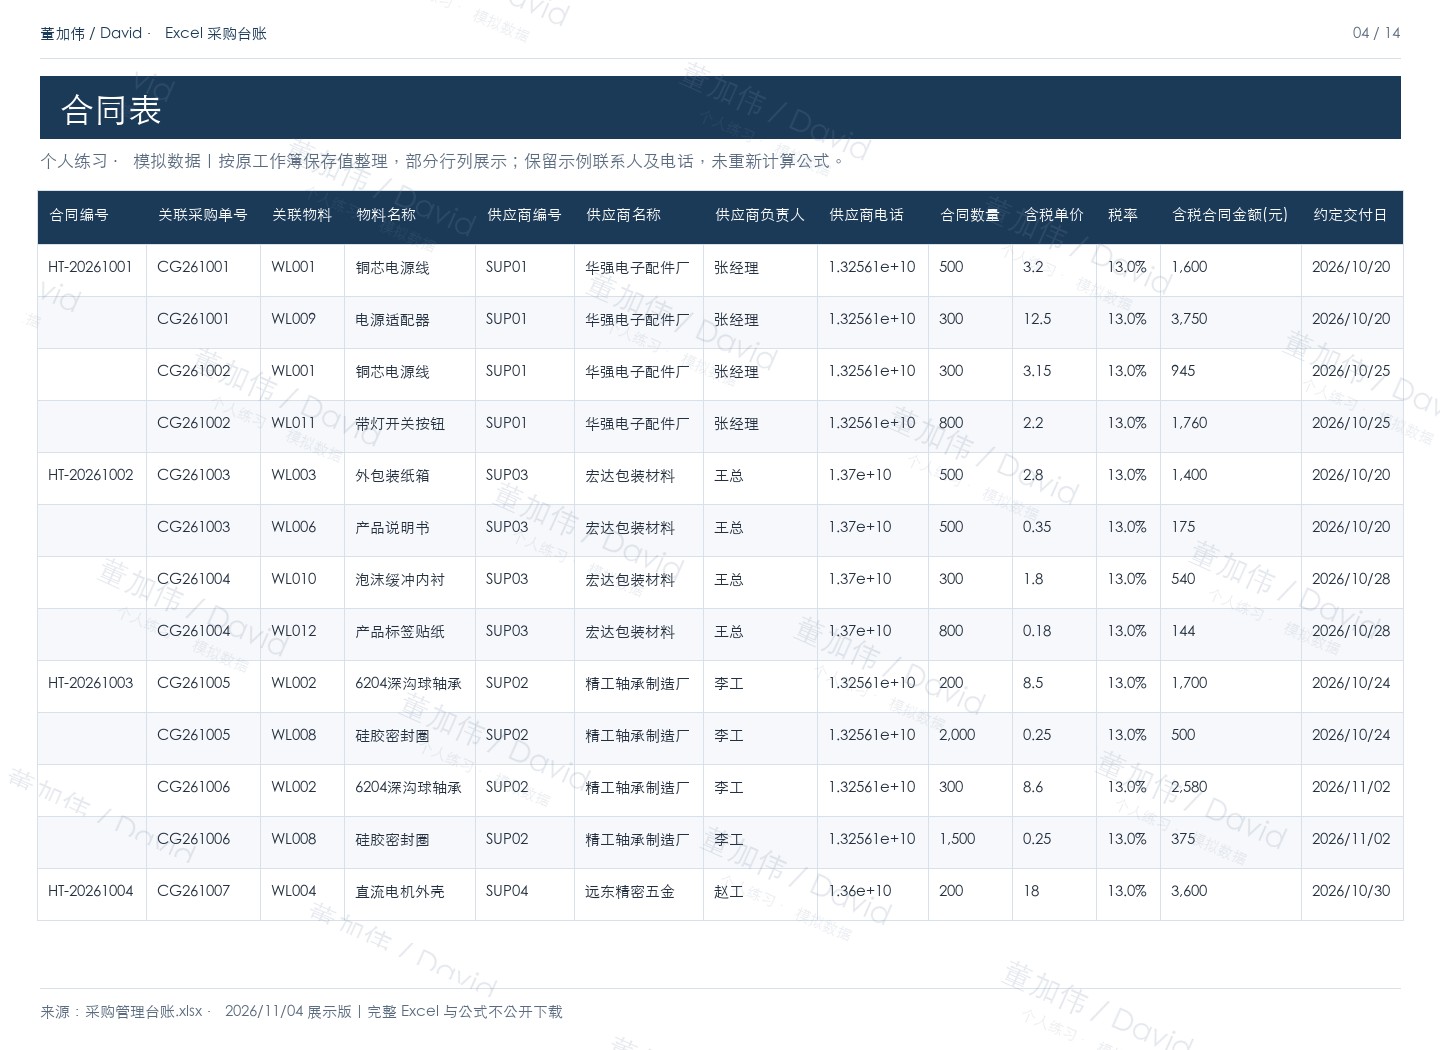 董加伟 / David · Excel 采购台账
04 / 14
合同表
个人练习 · 模拟数据 | 按原工作簿保存值整理，部分行列展示；保留示例联系人及电话，未重新计算公式。
合同编号 关联采购单号 关联物料 物料名称 供应商编号 供应商名称 供应商负责人 供应商电话 合同数量 含税单价 税率 含税合同金额(元) 约定交付日
HT-20261001 CG261001 WL001 铜芯电源线 SUP01 华强电子配件厂 张经理 1.32561e+10 500 3.2 13.0% 1,600 2026/10/20
CG261001 WL009 电源适配器 SUP01 华强电子配件厂 张经理 1.32561e+10 300 12.5 13.0% 3,750 2026/10/20
CG261002 WL001 铜芯电源线 SUP01 华强电子配件厂 张经理 1.32561e+10 300 3.15 13.0% 945 2026/10/25
CG261002 WL011 带灯开关按钮 SUP01 华强电子配件厂 张经理 1.32561e+10 800 2.2 13.0% 1,760 2026/10/25
HT-20261002 CG261003 WL003 外包装纸箱 SUP03 宏达包装材料 王总 1.37e+10 500 2.8 13.0% 1,400 2026/10/20
CG261003 WL006 产品说明书 SUP03 宏达包装材料 王总 1.37e+10 500 0.35 13.0% 175 2026/10/20
CG261004 WL010 泡沫缓冲内衬 SUP03 宏达包装材料 王总 1.37e+10 300 1.8 13.0% 540 2026/10/28
CG261004 WL012 产品标签贴纸 SUP03 宏达包装材料 王总 1.37e+10 800 0.18 13.0% 144 2026/10/28
HT-20261003 CG261005 WL002 6204深沟球轴承 SUP02 精工轴承制造厂 李工 1.32561e+10 200 8.5 13.0% 1,700 2026/10/24
CG261005 WL008 硅胶密封圈 SUP02 精工轴承制造厂 李工 1.32561e+10 2,000 0.25 13.0% 500 2026/10/24
CG261006 WL002 6204深沟球轴承 SUP02 精工轴承制造厂 李工 1.32561e+10 300 8.6 13.0% 2,580 2026/11/02
CG261006 WL008 硅胶密封圈 SUP02 精工轴承制造厂 李工 1.32561e+10 1,500 0.25 13.0% 375 2026/11/02
HT-20261004 CG261007 WL004 直流电机外壳 SUP04 远东精密五金 赵工 1.36e+10 200 18 13.0% 3,600 2026/10/30
来源：采购管理台账.xlsx · 2026/11/04 展示版 | 完整 Excel 与公式不公开下载
董加伟 / David
个人练习 · 模拟数据